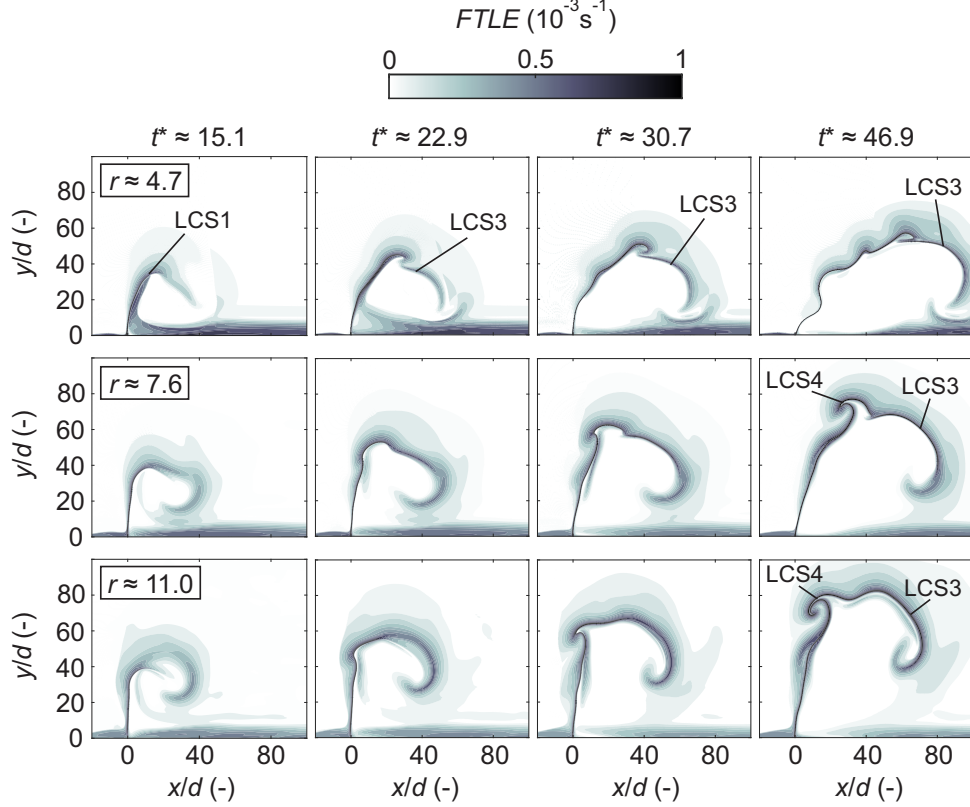 FTLE (10⁻³s⁻¹)
0 0.5 1
t* ≈ 15.1 t* ≈ 22.9 t* ≈ 30.7 t* ≈ 46.9
r ≈ 4.7
LCS1
LCS3
LCS3
LCS3
y/d (-)
80
60
40
20
0
r ≈ 7.6
LCS4
LCS3
y/d (-)
80
60
40
20
0
r ≈ 11.0
LCS4
LCS3
y/d (-)
80
60
40
20
0
0 40 80 0 40 80 0 40 80 0 40 80
x/d (-) x/d (-) x/d (-) x/d (-)